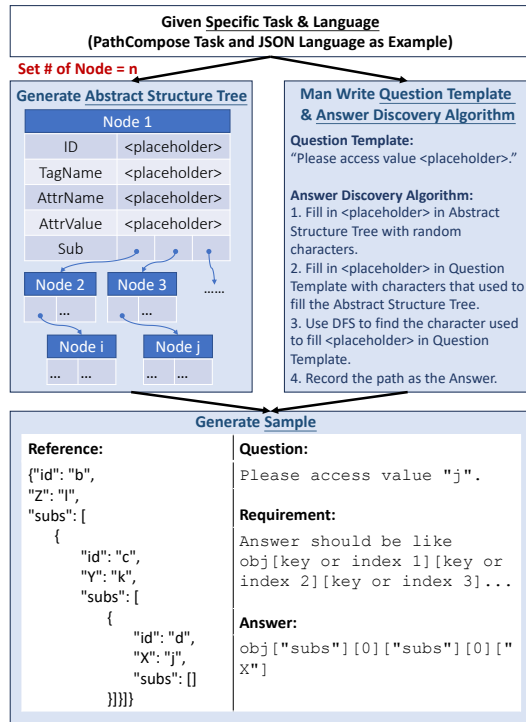 Given Specific Task & Language
(PathCompose Task and JSON Language as Example)
Set # of Node = n
Generate Abstract Structure Tree
Node 1
ID <placeholder>
TagName <placeholder>
AttrName <placeholder>
AttrValue <placeholder>
Sub
Node 2 Node 3 ......
...
...
Node i Node j
... ... ... ...
Man Write Question Template
& Answer Discovery Algorithm
Question Template:
“Please access value <placeholder>.”
Answer Discovery Algorithm:
1. Fill in <placeholder> in Abstract
Structure Tree with random
characters.
2. Fill in <placeholder> in Question
Template with characters that used to
fill the Abstract Structure Tree.
3. Use DFS to find the character used
to fill <placeholder> in Question
Template.
4. Record the path as the Answer.
Generate Sample
Reference:
{"id": "b",
"Z": "l",
"subs": [
{
"id": "c",
"Y": "k",
"subs": [
{
"id": "d",
"X": "j",
"subs": []
}]}]}
Question:
Please access value "j".
Requirement:
Answer should be like
obj[key or index 1][key or
index 2][key or index 3]...
Answer:
obj["subs"][0]["subs"][0]["
X"]